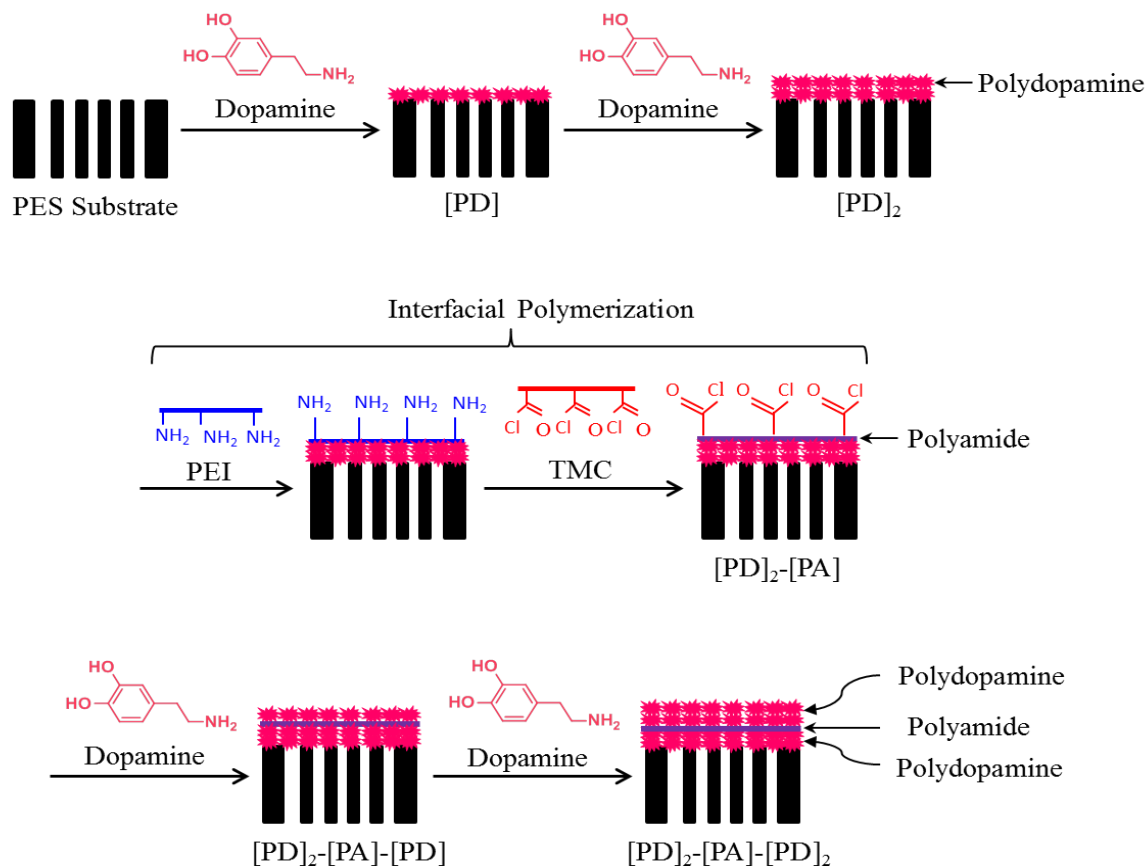 HO
HO
NH₂
Dopamine
HO
HO
NH₂
Dopamine
Polydopamine
PES Substrate
[PD]
[PD]₂
Interfacial Polymerization
NH₂ NH₂ NH₂
PEI
NH₂ NH₂ NH₂ NH₂
Cl O Cl O Cl O
TMC
O Cl O Cl O Cl
Polyamide
[PD]₂-[PA]
HO
HO
NH₂
Dopamine
HO
HO
NH₂
Dopamine
Polydopamine
Polyamide
Polydopamine
[PD]₂-[PA]-[PD]
[PD]₂-[PA]-[PD]₂